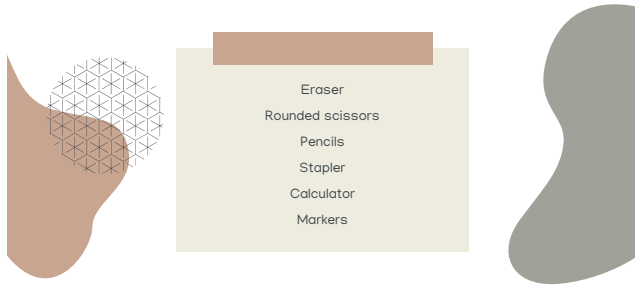 Eraser
Rounded scissors
Pencils
Stapler
Calculator
Markers